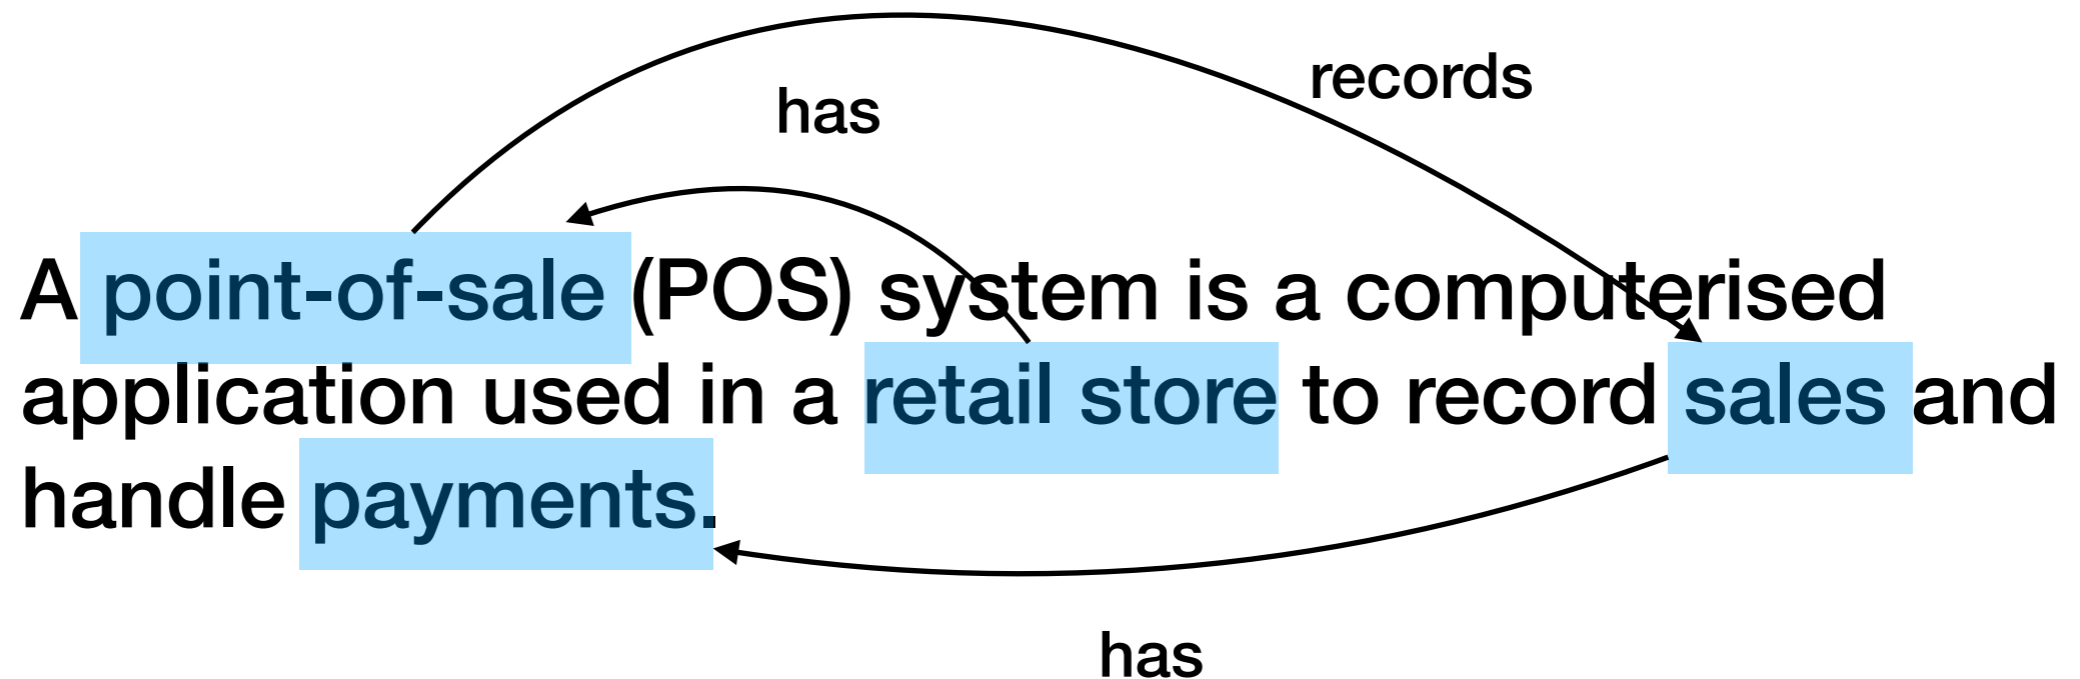 records
has
A point-of-sale (POS) system is a computerised
application used in a retail store to record sales and
handle payments.
has